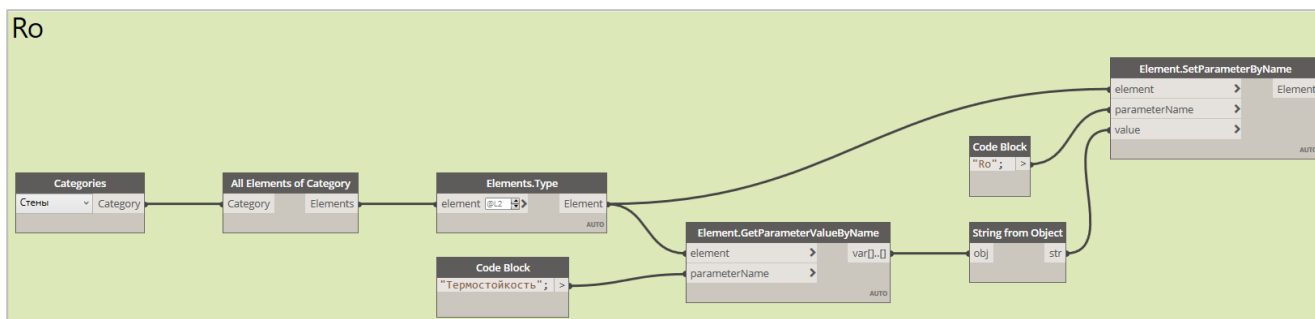 Ro
Categories
Стены
Category
All Elements of Category
Category
Elements
Elements.Type
element
@L2
Element
AUTO
Code Block
"Термостойкость";
>
Element.GetParameterValueByName
element
var[]..[]
parameterName
AUTO
Code Block
"Ro";
>
String from Object
obj
str
Element.SetParameterByName
element
Element
parameterName
value
AUTO